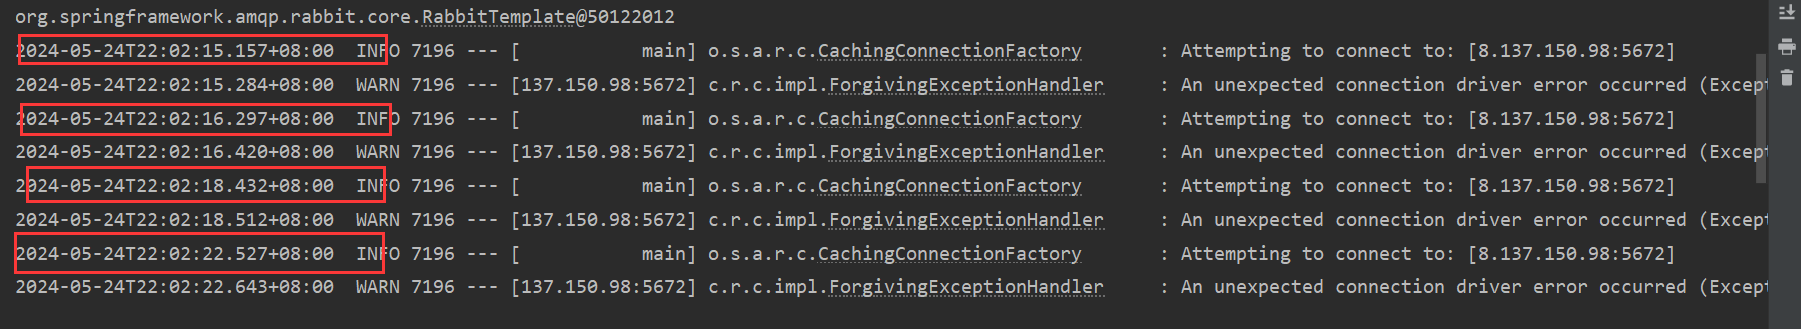 org.springframework.amqp.rabbit.core.RabbitTemplate@50122012
2024-05-24T22:02:15.157+08:00  INFO 7196 --- [           main] o.s.a.r.c.CachingConnectionFactory       : Attempting to connect to: [8.137.150.98:5672]
2024-05-24T22:02:15.284+08:00  WARN 7196 --- [137.150.98:5672] c.r.c.impl.ForgivingExceptionHandler     : An unexpected connection driver error occurred (Except
2024-05-24T22:02:16.297+08:00  INFO 7196 --- [           main] o.s.a.r.c.CachingConnectionFactory       : Attempting to connect to: [8.137.150.98:5672]
2024-05-24T22:02:16.420+08:00  WARN 7196 --- [137.150.98:5672] c.r.c.impl.ForgivingExceptionHandler     : An unexpected connection driver error occurred (Except
2024-05-24T22:02:18.432+08:00  INFO 7196 --- [           main] o.s.a.r.c.CachingConnectionFactory       : Attempting to connect to: [8.137.150.98:5672]
2024-05-24T22:02:18.512+08:00  WARN 7196 --- [137.150.98:5672] c.r.c.impl.ForgivingExceptionHandler     : An unexpected connection driver error occurred (Except
2024-05-24T22:02:22.527+08:00  INFO 7196 --- [           main] o.s.a.r.c.CachingConnectionFactory       : Attempting to connect to: [8.137.150.98:5672]
2024-05-24T22:02:22.643+08:00  WARN 7196 --- [137.150.98:5672] c.r.c.impl.ForgivingExceptionHandler     : An unexpected connection driver error occurred (Except